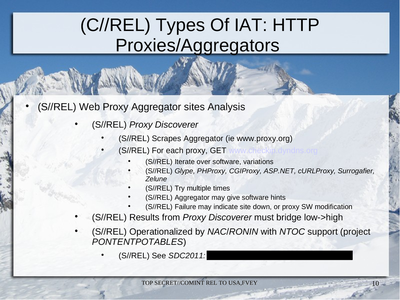 (C//REL) Types Of IAT: HTTP
Proxies/Aggregators
• (S//REL) Web Proxy Aggregator sites Analysis
• (S//REL) Proxy Discoverer
• (S//REL) Scrapes Aggregator (ie www.proxy.org)
• (S//REL) For each proxy, GET
• (S//REL) Iterate over software, variations
• (S//REL) Glype, PHProxy, CGIProxy, ASP.NET, cURLProxy, Surrogafier,
Zelune
• (S//REL) Try multiple times
• (S//REL) Aggregator may give software hints
• (S//REL) Failure may indicate site down, or proxy SW modification
• (S//REL) Results from Proxy Discoverer must bridge low->high
• (S//REL) Operationalized by NAC/RONIN with NTOC support (project
PONTENTPOTABLES)
• (S//REL) See SDC2011:
TOP SECRET//COMINT REL TO USA,FVEY
10